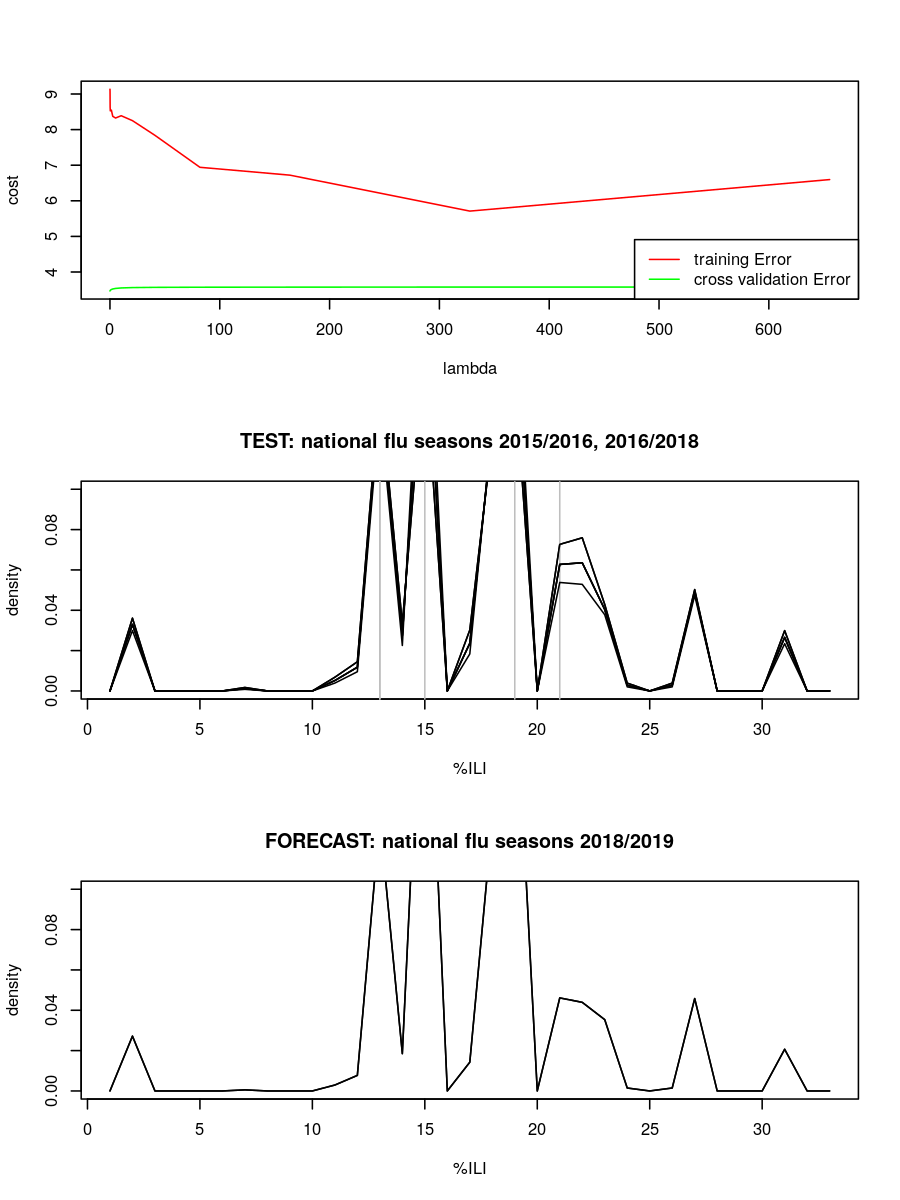 cost
9
8
7
6
5
4
training Error
cross validation Error
0 100 200 300 400 500 600
lambda
TEST: national flu seasons 2015/2016, 2016/2018
density
0.08
0.04
0.00
0 5 10 15 20 25 30
%ILI
FORECAST: national flu seasons 2018/2019
density
0.08
0.04
0.00
0 5 10 15 20 25 30
%ILI